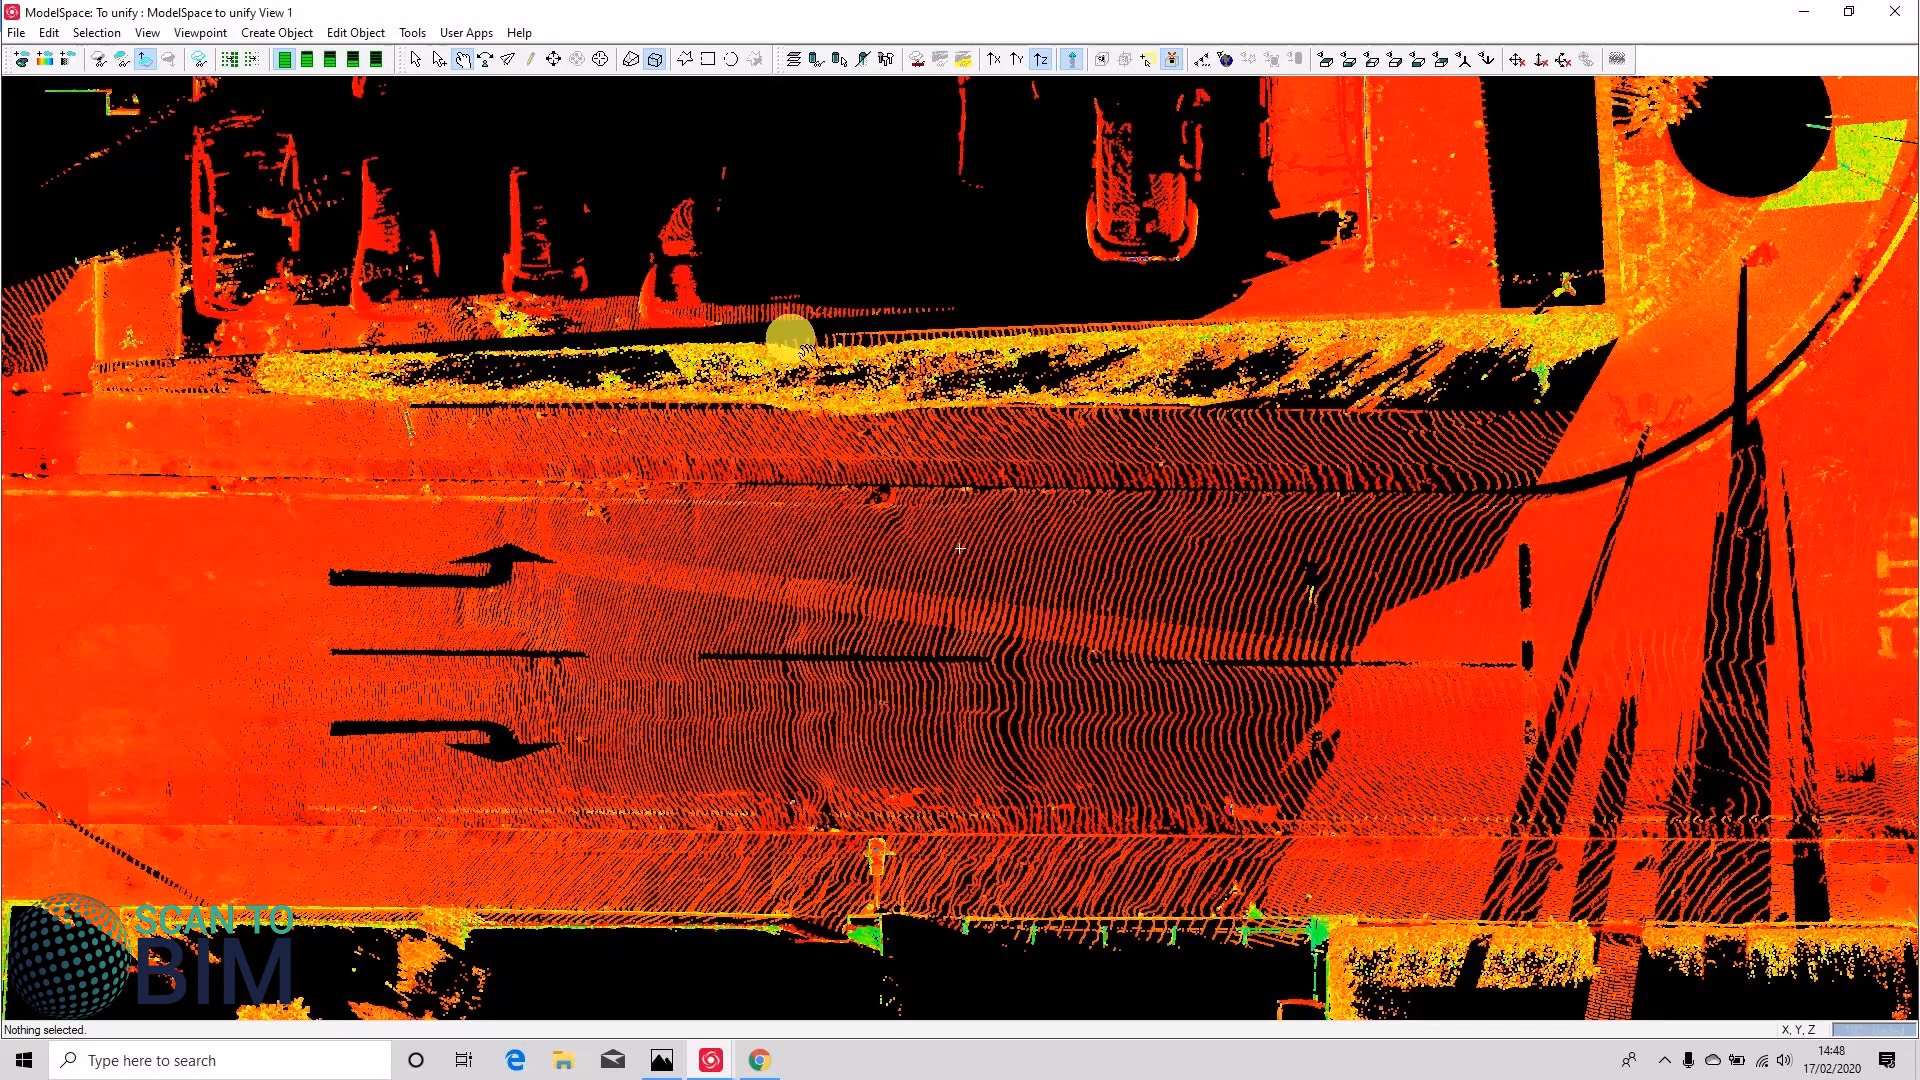 ModelSpace: To unify : ModelSpace to unify View 1
File Edit Selection View Viewpoint Create Object Edit Object Tools User Apps Help
SCAN TO
BIM
Nothing selected.
X, Y, Z
Type here to search
14:48
17/02/2020